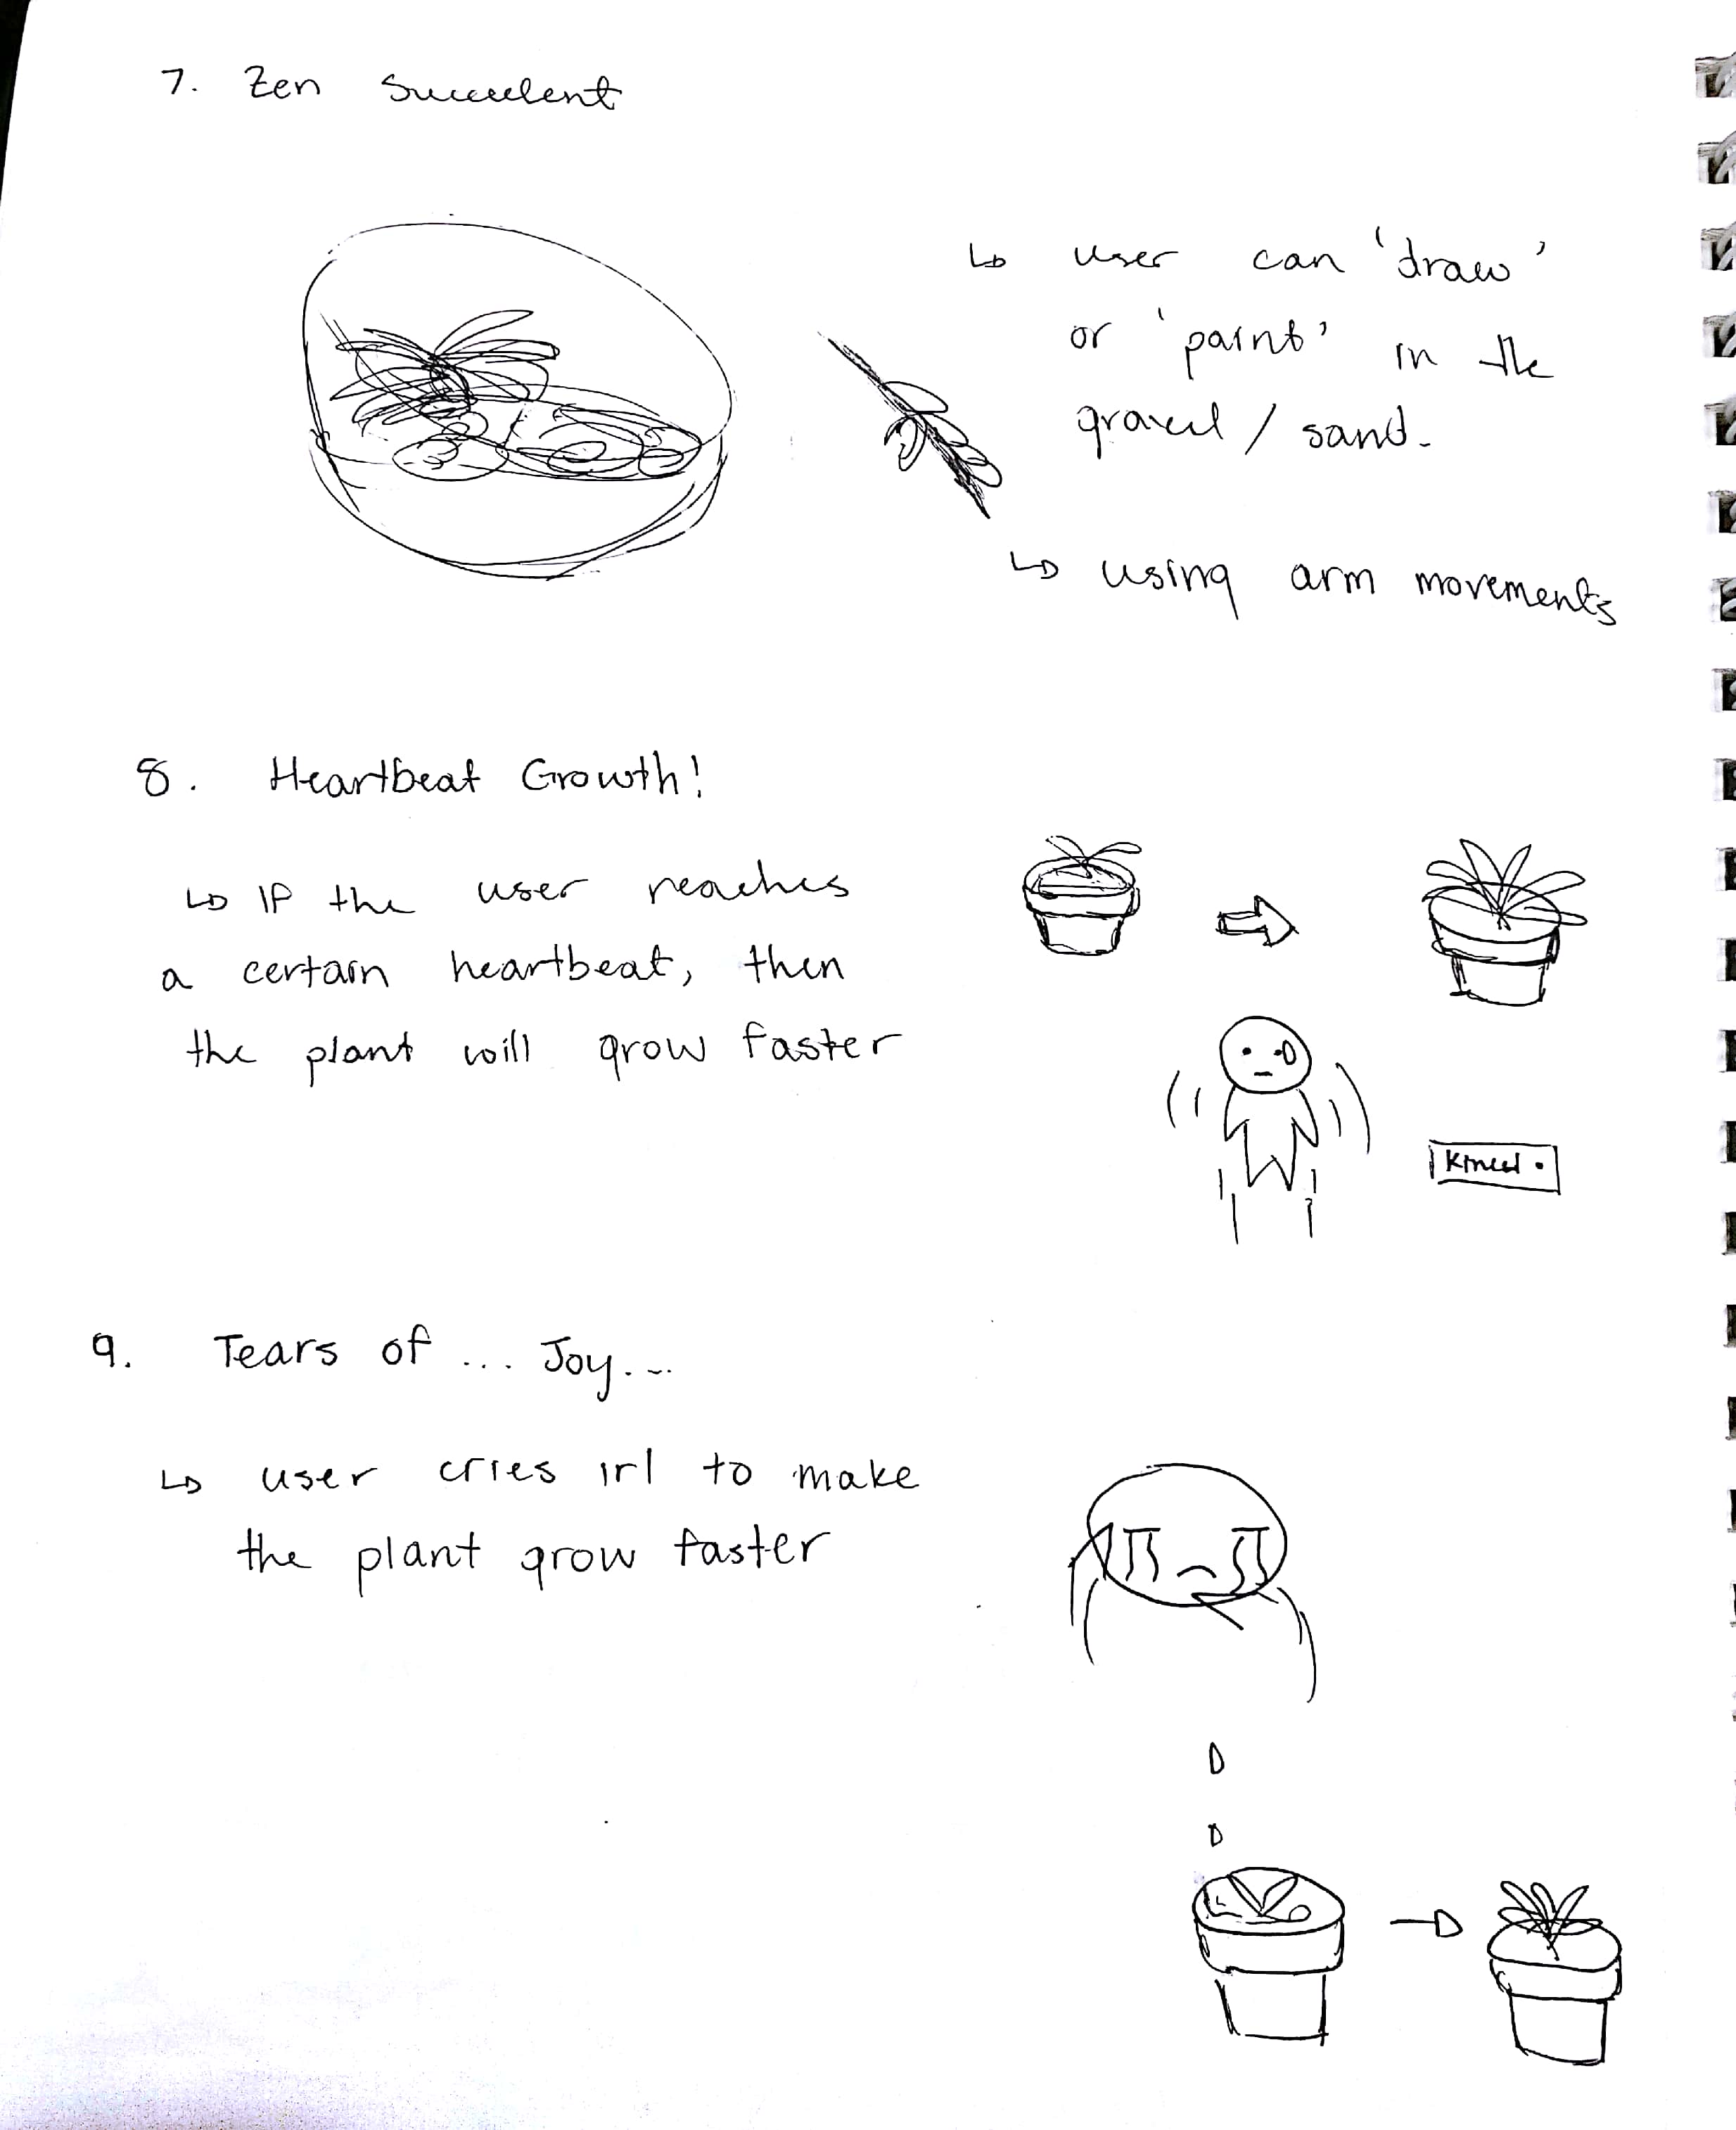 7. Zen Succulent
↳ user can 'draw'
or 'paint' in the
gravel / sand.
↳ using arm movements
8. Heartbeat Growth!
↳ If the user reaches
a certain heartbeat, then
the plant will grow faster
Kinect
9. Tears of ... Joy...
↳ user cries irl to make
the plant grow faster